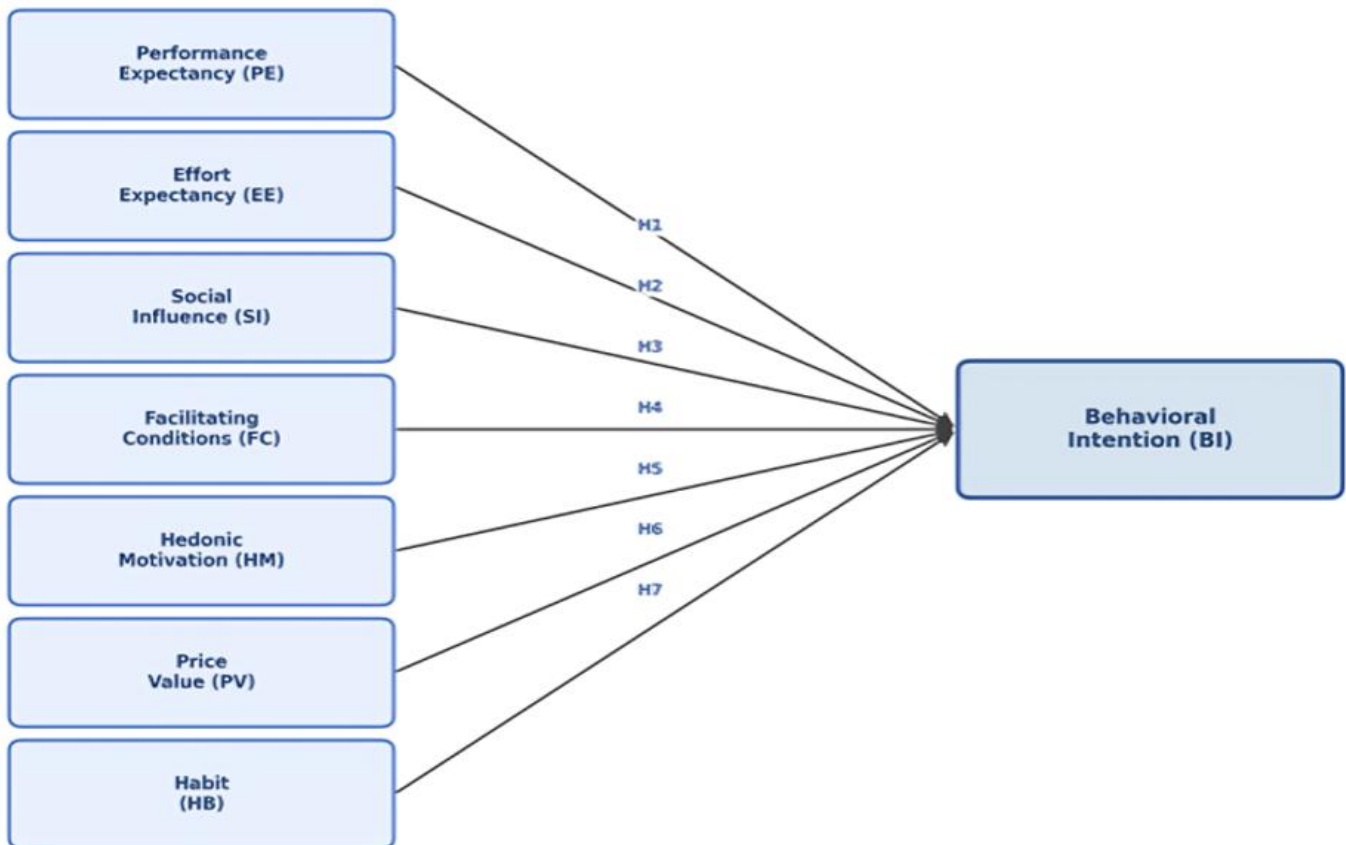 Performance
Expectancy (PE)
Effort
Expectancy (EE)
Social
Influence (SI)
Facilitating
Conditions (FC)
Hedonic
Motivation (HM)
Price
Value (PV)
Habit
(HB)
H1
H2
H3
H4
H5
H6
H7
Behavioral
Intention (BI)